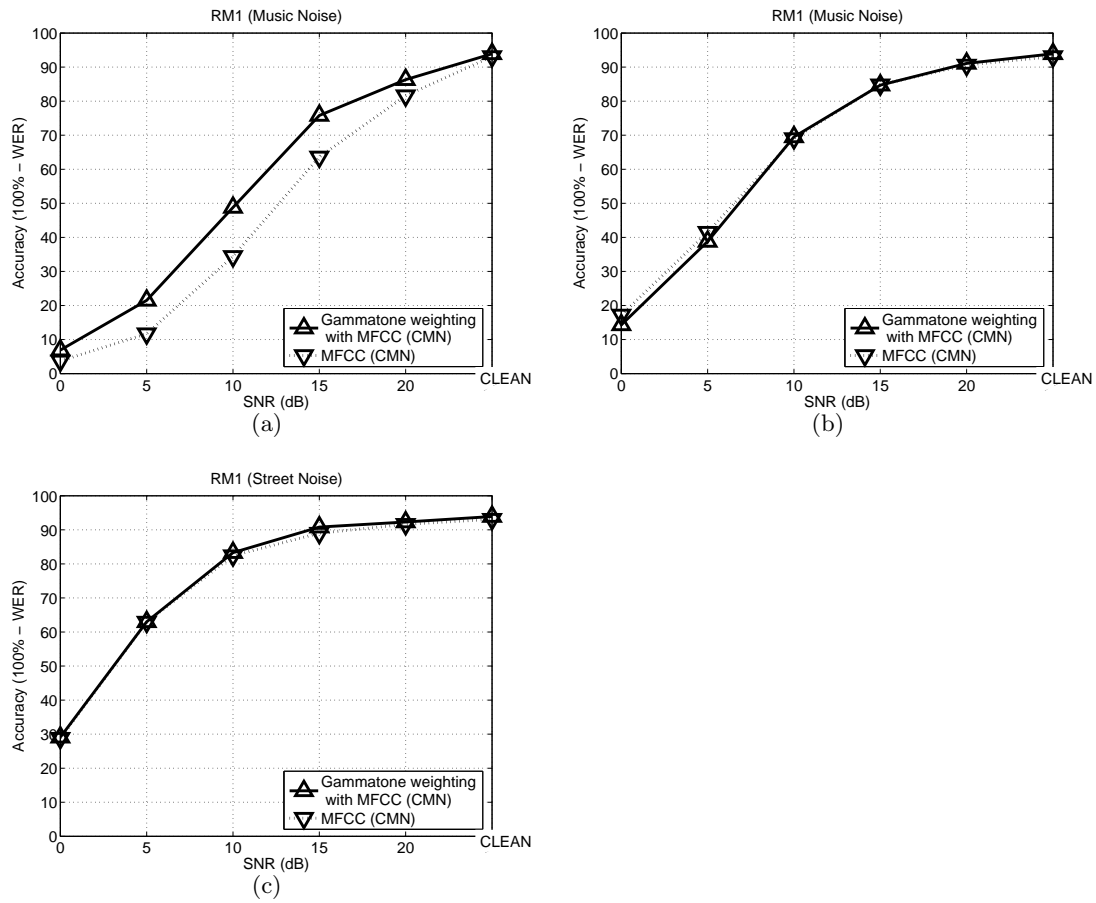 RM1 (Music Noise)
100
90
80
70
60
50
40
30
20
10
0
Accuracy (100% − WER)
Gammatone weighting
with MFCC (CMN)
MFCC (CMN)
0 5 10 15 20 CLEAN
SNR (dB)
(a)
RM1 (Music Noise)
100
90
80
70
60
50
40
30
20
10
0
Accuracy (100% − WER)
Gammatone weighting
with MFCC (CMN)
MFCC (CMN)
0 5 10 15 20 CLEAN
SNR (dB)
(b)
RM1 (Street Noise)
100
90
80
70
60
50
40
30
20
10
0
Accuracy (100% − WER)
Gammatone weighting
with MFCC (CMN)
MFCC (CMN)
0 5 10 15 20 CLEAN
SNR (dB)
(c)